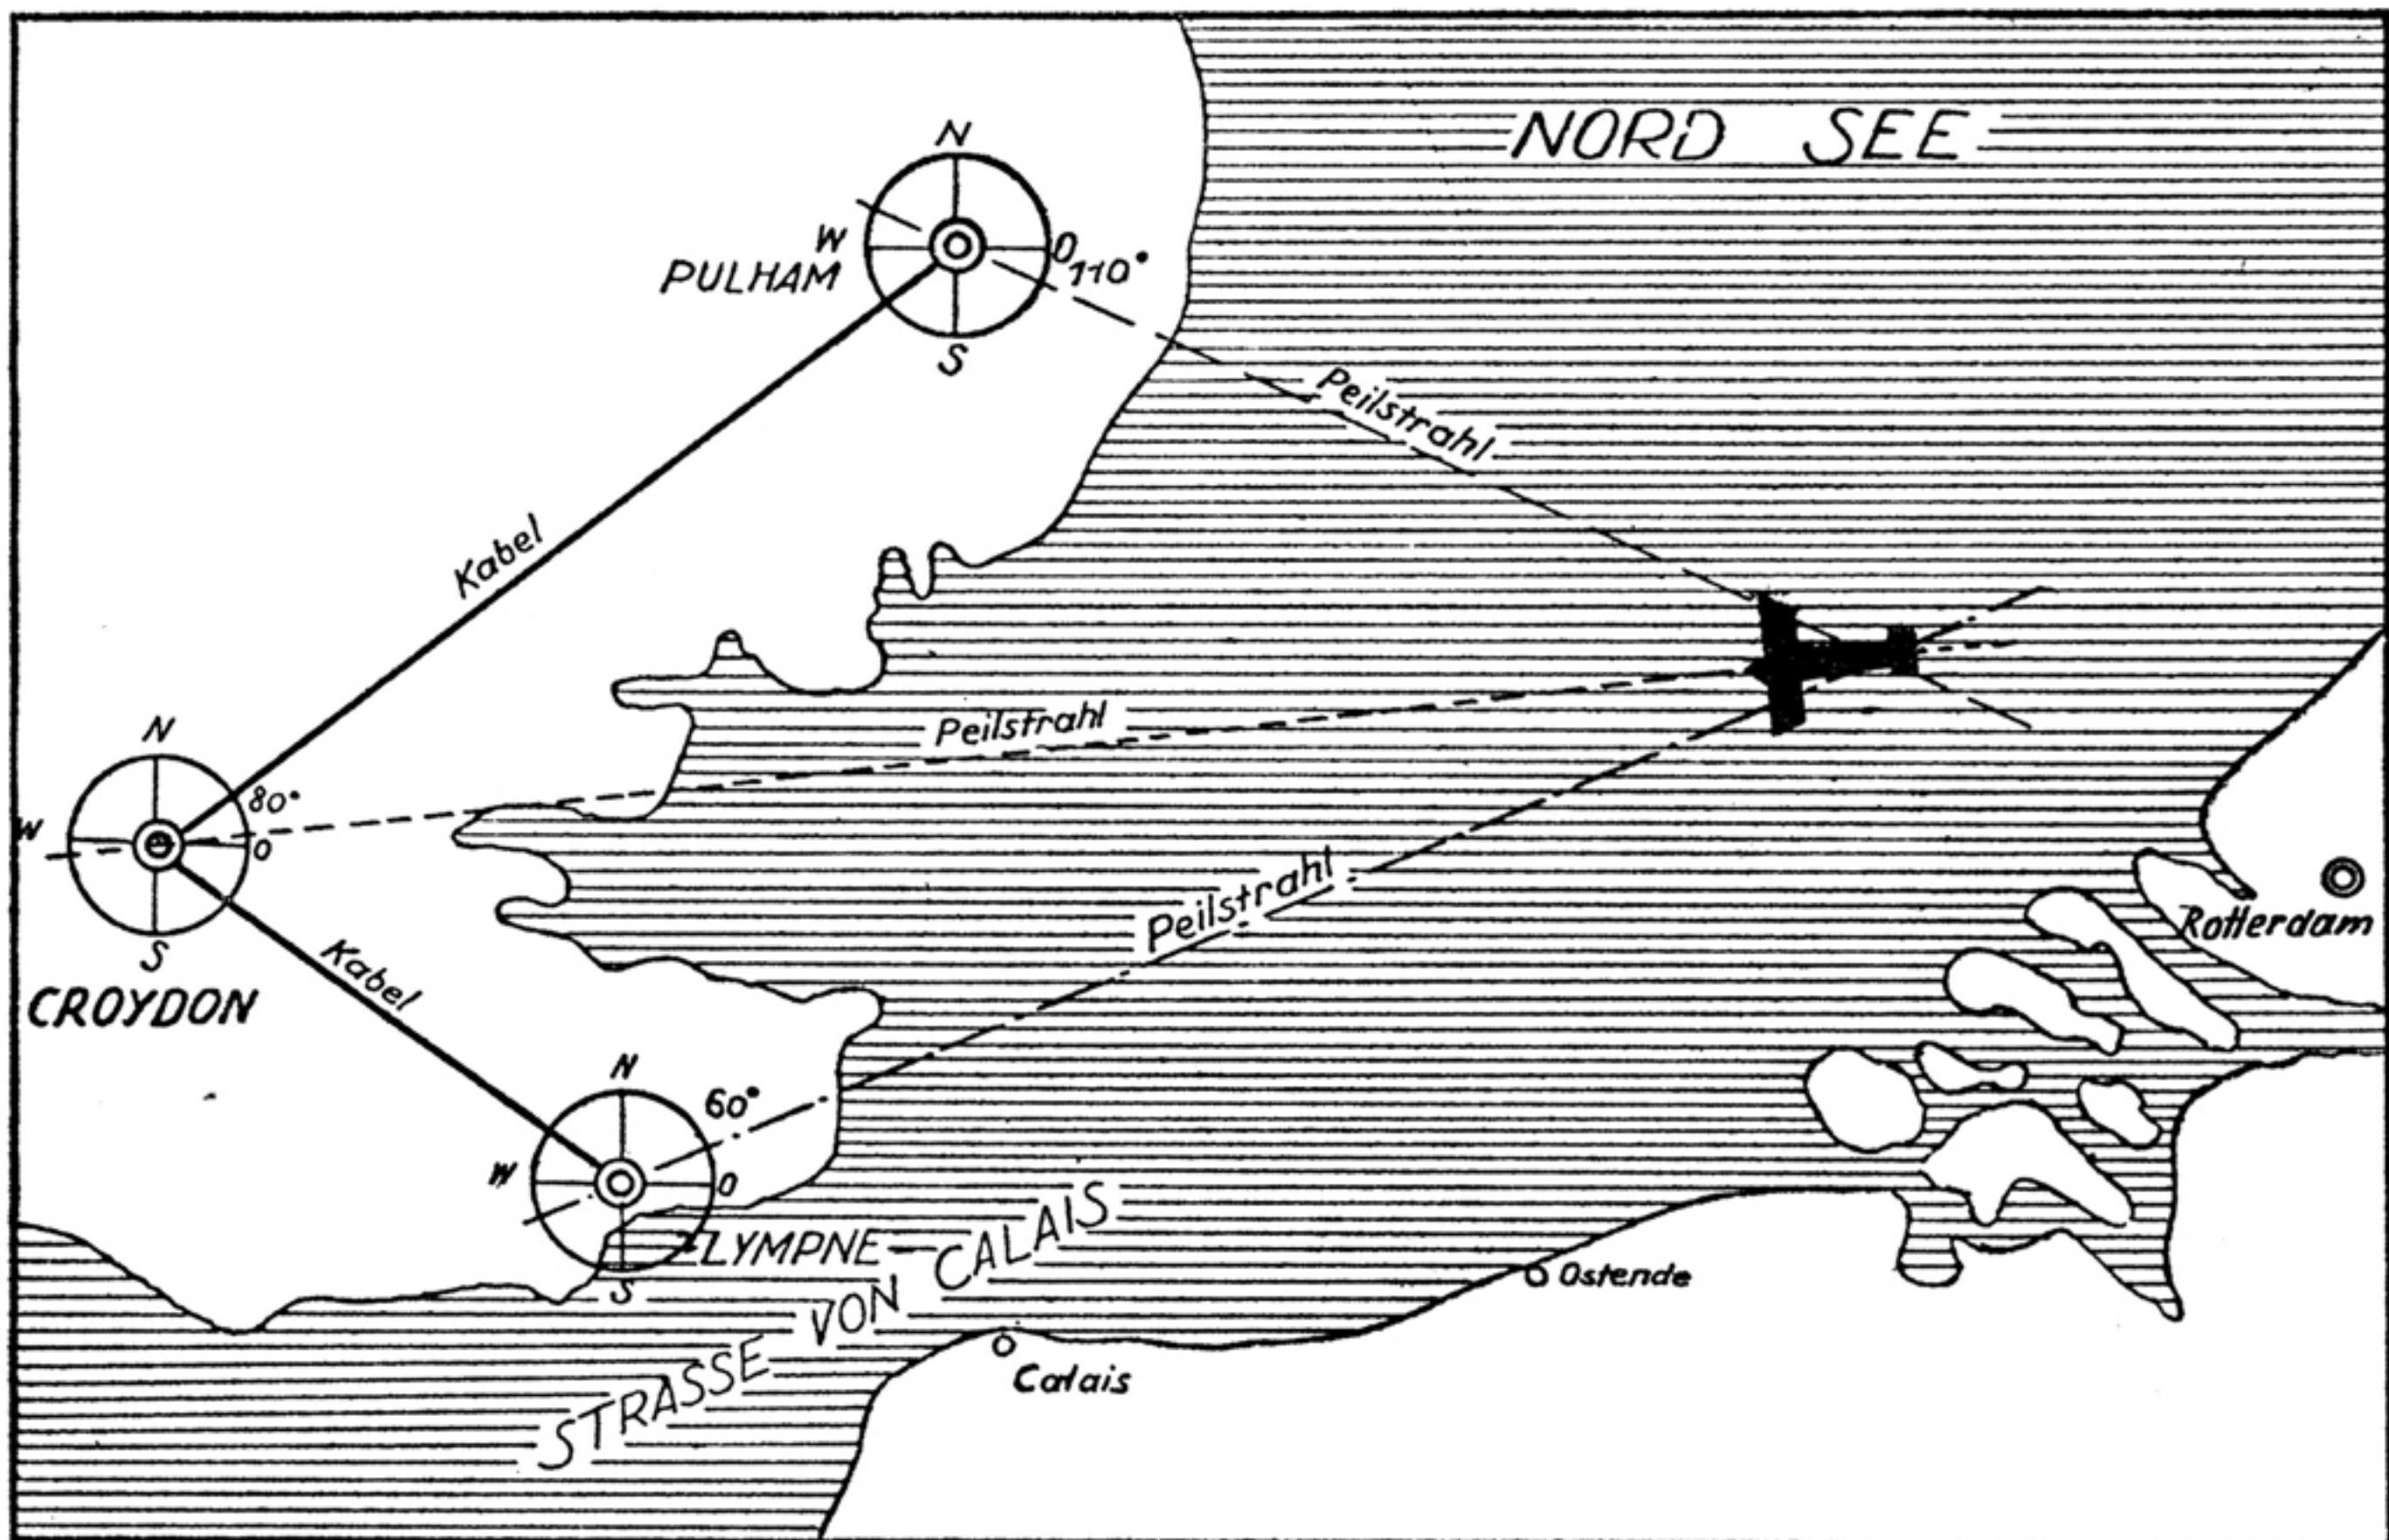 NORD SEE
N
W
O
110°
PULHAM
S
Peilstrahl
Kabel
Peilstrahl
N
80°
W
O
S
CROYDON
Kabel
Peilstrahl
Rotterdam
N
60°
W
O
S
LYMPNE
STRASSE VON CALAIS
Ostende
Calais